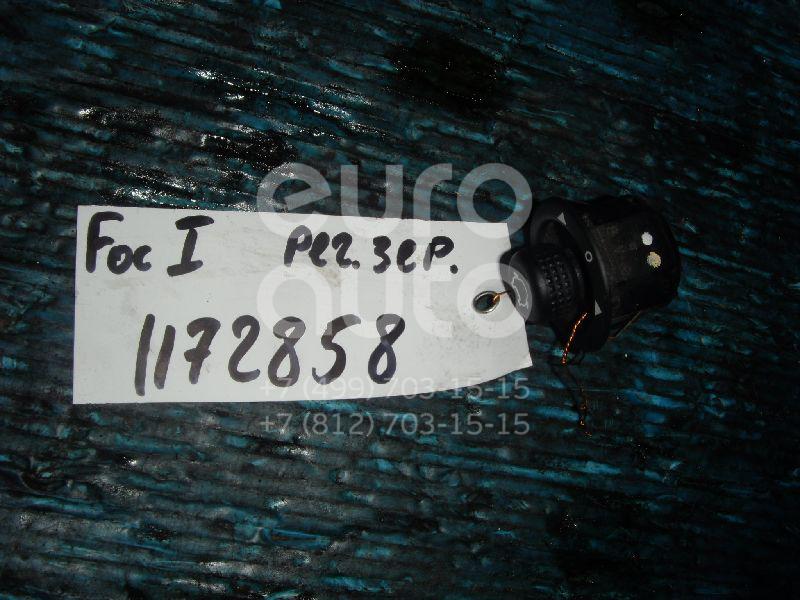 euro
auto
Foc I рег. зер.
1172858
+7 (499) 703-15-15
+7 (812) 703-15-15